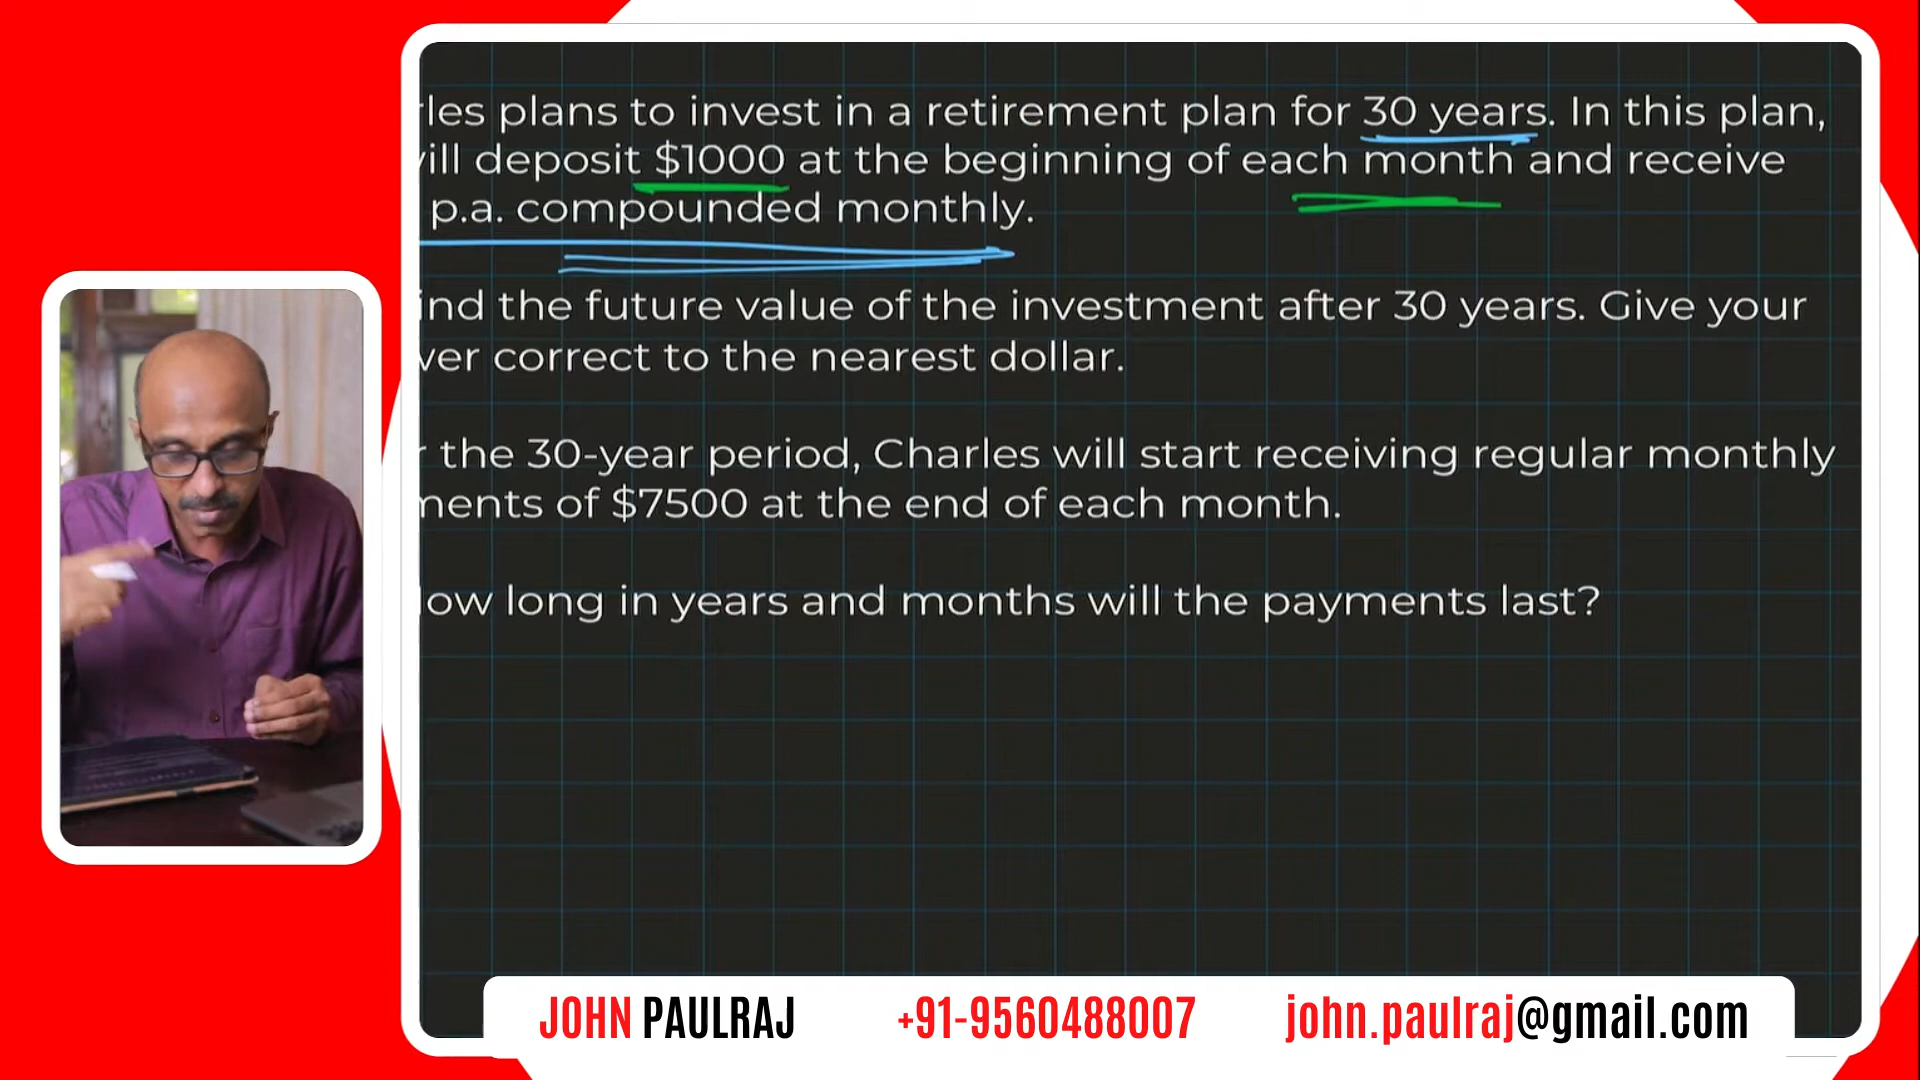 rles plans to invest in a retirement plan for 30 years. In this plan,
ill deposit $1000 at the beginning of each month and receive
p.a. compounded monthly.
ind the future value of the investment after 30 years. Give your
wer correct to the nearest dollar.
r the 30-year period, Charles will start receiving regular monthly
ments of $7500 at the end of each month.
ow long in years and months will the payments last?
JOHN PAULRAJ +91-9560488007 john.paulraj@gmail.com